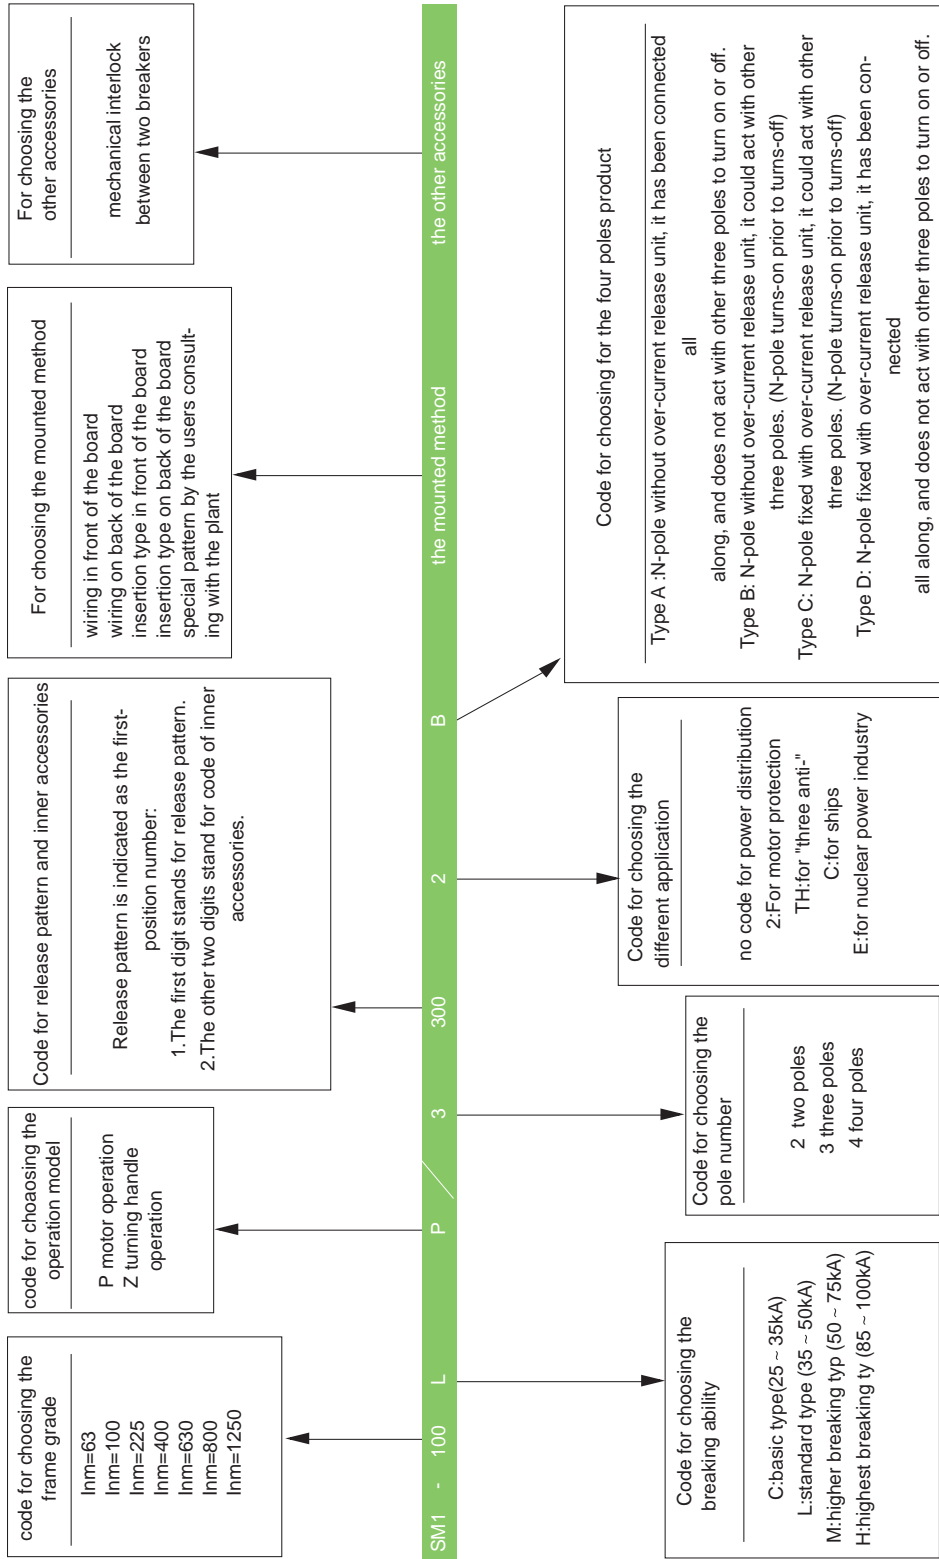 code for choosing the
frame grade
Inm=63
Inm=100
Inm=225
Inm=400
Inm=630
Inm=800
Inm=1250
code for choaosing the
operation model
P motor operation
Z turning handle
operation
Code for release pattern and inner accessories
Release pattern is indicated as the first-
position number:
1.The first digit stands for release pattern.
2.The other two digits stand for code of inner
accessories.
For choosing the mounted method
wiring in front of the board
wiring on back of the board
insertion type in front of the board
insertion type on back of the board
special pattern by the users consult-
ing with the plant
For choosing the
other accessories
mechanical interlock
between two breakers
SM1 - 100 L P / 3 300 2 B the mounted method the other accessories
Code for choosing the
breaking ability
C:basic type(25 ~ 35kA)
L:standard type (35 ~ 50kA)
M:higher breaking typ (50 ~ 75kA)
H:highest breaking ty (85 ~ 100kA)
Code for choosing the
pole number
2 two poles
3 three poles
4 four poles
Code for choosing the
different application
no code for power distribution
2:For motor protection
TH:for "three anti-"
C:for ships
E:for nuclear power industry
Code for choosing for the four poles product
Type A :N-pole without over-current release unit, it has been connected
all
along, and does not act with other three poles to turn on or off.
Type B: N-pole without over-current release unit, it could act with other
three poles. (N-pole turns-on prior to turns-off)
Type C: N-pole fixed with over-current release unit, it could act with other
three poles. (N-pole turns-on prior to turns-off)
Type D: N-pole fixed with over-current release unit, it has been con-
nected
all along, and does not act with other three poles to turn on or off.